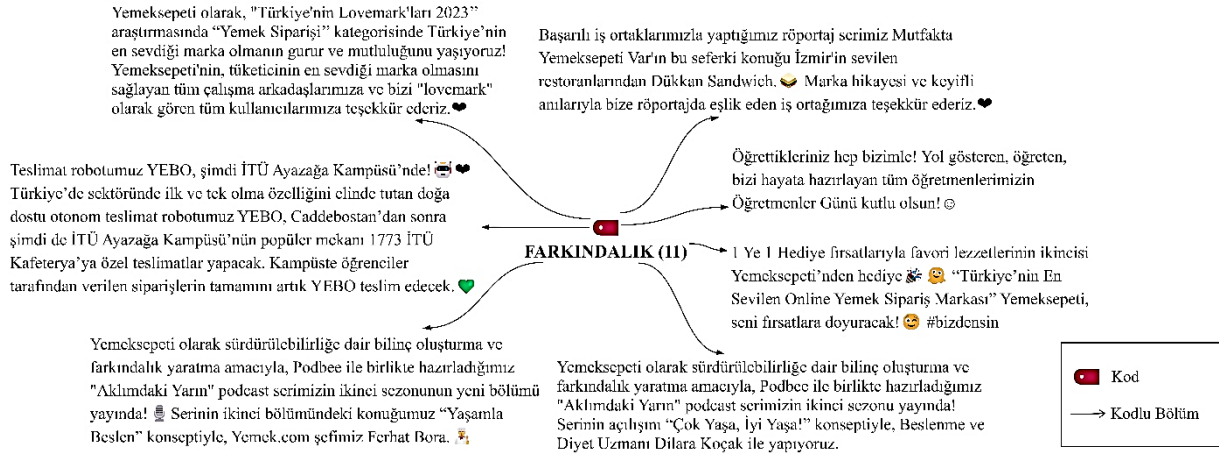 Yemeksepeti olarak, "Türkiye'nin Lovemark'ları 2023”
araştırmasında “Yemek Siparişi” kategorisinde Türkiye’nin
en sevdiği marka olmanın gurur ve mutluluğunu yaşıyoruz!
Yemeksepeti'nin, tüketicinin en sevdiği marka olmasını
sağlayan tüm çalışma arkadaşlarımıza ve bizi "lovemark"
olarak gören tüm kullanıcılarımıza teşekkür ederiz.❤
Başarılı iş ortaklarımızla yaptığımız röportaj serimiz Mutfakta
Yemeksepeti Var'ın bu seferki konuğu İzmir'in sevilen
restoranlarından Dükkan Sandwich. 🥪 Marka hikayesi ve keyifli
anılarıyla bize röportajda eşlik eden iş ortağımıza teşekkür ederiz.❤
Teslimat robotumuz YEBO, şimdi İTÜ Ayazağa Kampüsü’nde! 🤖 ❤
Türkiye’de sektöründe ilk ve tek olma özelliğini elinde tutan doğa
dostu otonom teslimat robotumuz YEBO, Caddebostan’dan sonra
şimdi de İTÜ Ayazağa Kampüsü’nün popüler mekanı 1773 İTÜ
Kafeterya’ya özel teslimatlar yapacak. Kampüste öğrenciler
tarafından verilen siparişlerin tamamını artık YEBO teslim edecek. 💚
Öğrettikleriniz hep bizimle! Yol gösteren, öğreten,
bizi hayata hazırlayan tüm öğretmenlerimizin
Öğretmenler Günü kutlu olsun!☺
FARKINDALIK (11)
1 Ye 1 Hediye fırsatlarıyla favori lezzetlerinin ikincisi
Yemeksepeti’nden hediye 🎉 🤗 “Türkiye’nin En
Sevilen Online Yemek Sipariş Markası” Yemeksepeti,
seni fırsatlara doyuracak! 😋 #bizdensin
Yemeksepeti olarak sürdürülebilirliğe dair bilinç oluşturma ve
farkındalık yaratma amacıyla, Podbee ile birlikte hazırladığımız
"Aklımdaki Yarın" podcast serimizin ikinci sezonunun yeni bölümü
yayında! 🎙 Serinin ikinci bölümündeki konuğumuz “Yaşamla
Beslen” konseptiyle, Yemek.com şefimiz Ferhat Bora. 👨‍🍳
Yemeksepeti olarak sürdürülebilirliğe dair bilinç oluşturma ve
farkındalık yaratma amacıyla, Podbee ile birlikte hazırladığımız
"Aklımdaki Yarın" podcast serimizin ikinci sezonu yayında!
Serinin açılışını “Çok Yaşa, İyi Yaşa!” konseptiyle, Beslenme ve
Diyet Uzmanı Dilara Koçak ile yapıyoruz.
Kod
Kodlu Bölüm